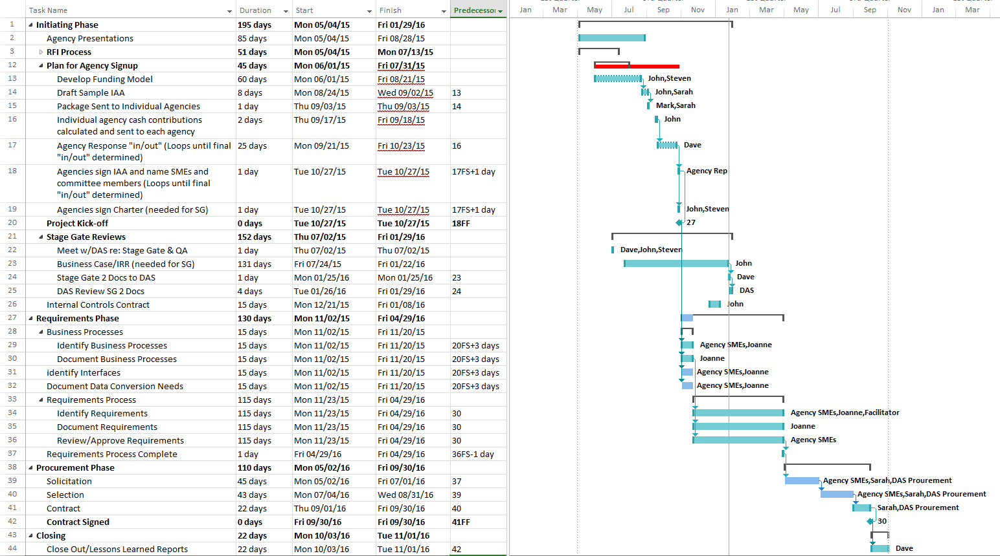 Task Name Duration Start Finish Predecessors
Jan Mar May Jul Sep Nov Jan Mar May Jul Sep Nov Jan Mar
1 Initiating Phase 195 days Mon 05/04/15 Fri 01/29/16
2 Agency Presentations 85 days Mon 05/04/15 Fri 08/28/15
3 RFI Process 51 days Mon 05/04/15 Mon 07/13/15
12 Plan for Agency Signup 45 days Mon 06/01/15 Fri 07/31/15
13 Develop Funding Model 60 days Mon 06/01/15 Fri 08/21/15 John,Steven
14 Draft Sample IAA 8 days Mon 08/24/15 Wed 09/02/15 13 John,Sarah
15 Package Sent to Individual Agencies 1 day Thu 09/03/15 Thu 09/03/15 14 Mark,Sarah
16 Individual agency cash contributions 2 days Thu 09/17/15 Fri 09/18/15 John
calculated and sent to each agency
17 Agency Response "in/out" (Loops until final 25 days Mon 09/21/15 Fri 10/23/15 16 Dave
"in/out" determined)
18 Agencies sign IAA and name SMEs and 1 day Tue 10/27/15 Tue 10/27/15 17FS+1 day Agency Rep
committee members (Loops until final
"in/out" determined)
19 Agencies sign Charter (needed for SG) 1 day Tue 10/27/15 Tue 10/27/15 17FS+1 day John,Steven
20 Project Kick-off 0 days Tue 10/27/15 Tue 10/27/15 18FF 27
21 Stage Gate Reviews 152 days Thu 07/02/15 Fri 01/29/16
22 Meet w/DAS re: Stage Gate & QA 1 day Thu 07/02/15 Thu 07/02/15 Dave,John,Steven
23 Business Case/IRR (needed for SG) 131 days Fri 07/24/15 Fri 01/22/16 John
24 Stage Gate 2 Docs to DAS 1 day Mon 01/25/16 Mon 01/25/16 23 Dave
25 DAS Review SG 2 Docs 4 days Tue 01/26/16 Fri 01/29/16 24 DAS
26 Internal Controls Contract 15 days Mon 12/21/15 Fri 01/08/16 John
27 Requirements Phase 130 days Mon 11/02/15 Fri 04/29/16
28 Business Processes 15 days Mon 11/02/15 Fri 11/20/15
29 Identify Business Processes 15 days Mon 11/02/15 Fri 11/20/15 20FS+3 days Agency SMEs,Joanne
30 Document Business Processes 15 days Mon 11/02/15 Fri 11/20/15 20FS+3 days Joanne
31 identify Interfaces 15 days Mon 11/02/15 Fri 11/20/15 20FS+3 days Agency SMEs,Joanne
32 Document Data Conversion Needs 15 days Mon 11/02/15 Fri 11/20/15 20FS+3 days Agency SMEs,Joanne
33 Requirements Process 115 days Mon 11/23/15 Fri 04/29/16
34 Identify Requirements 115 days Mon 11/23/15 Fri 04/29/16 30 Agency SMEs,Joanne,Facilitator
35 Document Requirements 115 days Mon 11/23/15 Fri 04/29/16 30 Joanne
36 Review/Approve Requirements 115 days Mon 11/23/15 Fri 04/29/16 30 Agency SMEs
37 Requirements Process Complete 1 day Fri 04/29/16 Fri 04/29/16 36FS-1 day
38 Procurement Phase 110 days Mon 05/02/16 Fri 09/30/16
39 Solicitation 45 days Mon 05/02/16 Fri 07/01/16 37 Agency SMEs,Sarah,DAS Prourement
40 Selection 43 days Mon 07/04/16 Wed 08/31/16 39 Agency SMEs,Sarah,DAS Prourement
41 Contract 22 days Thu 09/01/16 Fri 09/30/16 40 Sarah,DAS Prourement
42 Contract Signed 0 days Fri 09/30/16 Fri 09/30/16 41FF 30
43 Closing 22 days Mon 10/03/16 Tue 11/01/16
44 Close Out/Lessons Learned Reports 22 days Mon 10/03/16 Tue 11/01/16 42 Dave